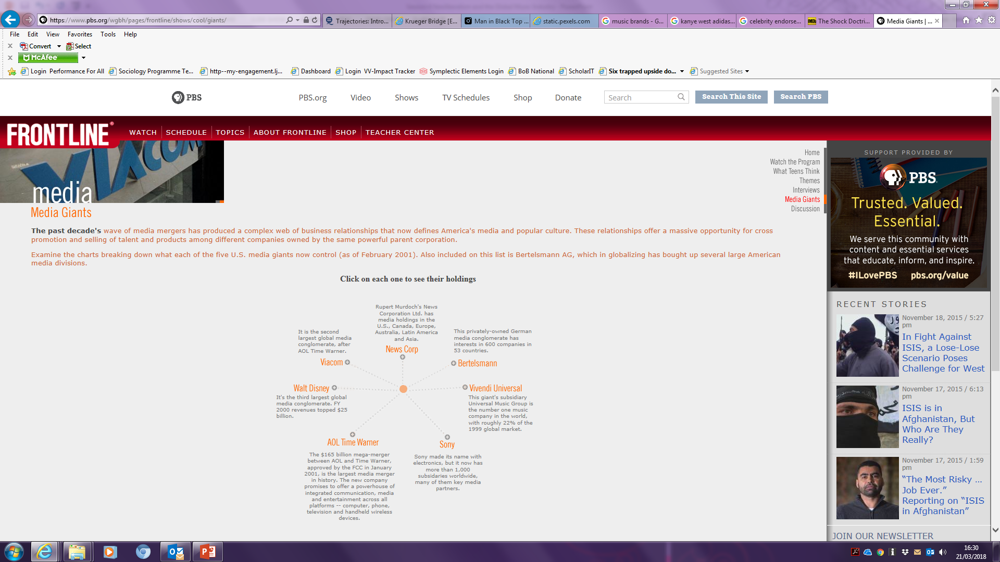 https://www.pbs.org/wgbh/pages/frontline/shows/cool/giants/
Trajectories: Intro...
Krueger Bridge [E...
Man in Black Top ...
static.pexels.com
music brands - G...
kanye west adidas...
celebrity endorse...
IMDb The Shock Doctri...
Media Giants | ...
File Edit View Favorites Tools Help
x Convert Select
x McAfee
Login Performance For All
Sociology Programme Te...
http--my-engagement.lj...
Dashboard
Login VV-Impact Tracker
Symplectic Elements Login
BoB National
ScholarIT
Six trapped upside do...
Suggested Sites
PBS
PBS.org Video Shows TV Schedules Shop Donate
Search
Search This Site
Search PBS
FRONTLINE®
WATCH SCHEDULE TOPICS ABOUT FRONTLINE SHOP TEACHER CENTER
VIACOM
media
Media Giants
Home
Watch the Program
What Teens Think
Themes
Interviews
Media Giants
Discussion
The past decade's wave of media mergers has produced a complex web of business relationships that now defines America's media and popular culture. These relationships offer a massive opportunity for cross
promotion and selling of talent and products among different companies owned by the same powerful parent corporation.
Examine the charts breaking down what each of the five U.S. media giants now control (as of February 2001). Also included on this list is Bertelsmann AG, which in globalizing has bought up several large American
media divisions.
Click on each one to see their holdings
Rupert Murdoch's News
Corporation Ltd. has
media holdings in the
U.S., Canada, Europe,
Australia, Latin America
and Asia.
News Corp
It is the second
largest global media
conglomerate, after
AOL Time Warner.
Viacom
This privately-owned German
media conglomerate has
interests in 600 companies in
53 countries.
Bertelsmann
Walt Disney
It's the third largest global
media conglomerate. FY
2000 revenues topped $25
billion.
Vivendi Universal
This giant's subsidiary
Universal Music Group is
the number one music
company in the world,
with roughly 22% of the
1999 global market.
AOL Time Warner
The $165 billion mega-merger
between AOL and Time Warner,
approved by the FCC in January
2001, is the largest media merger
in history. The new company
promises to offer a powerhouse of
integrated communication, media
and entertainment across all
platforms -- computer, phone,
television and handheld wireless
devices.
Sony
Sony made its name with
electronics, but it now has
more than 1,000
subsidaries worldwide,
many of them key media
partners.
SUPPORT PROVIDED BY
PBS
Trusted. Valued.
Essential.
We serve this community with
content and essential services
that educate, inform, and inspire.
#ILovePBS pbs.org/value
RECENT STORIES
November 18, 2015 / 5:27
pm
In Fight Against
ISIS, a Lose-Lose
Scenario Poses
Challenge for West
November 17, 2015 / 6:13
pm
ISIS is in
Afghanistan, But
Who Are They
Really?
November 17, 2015 / 1:59
pm
“The Most Risky ...
Job Ever.”
Reporting on “ISIS
in Afghanistan”
JOIN OUR NEWSLETTER
16:30
21/03/2018